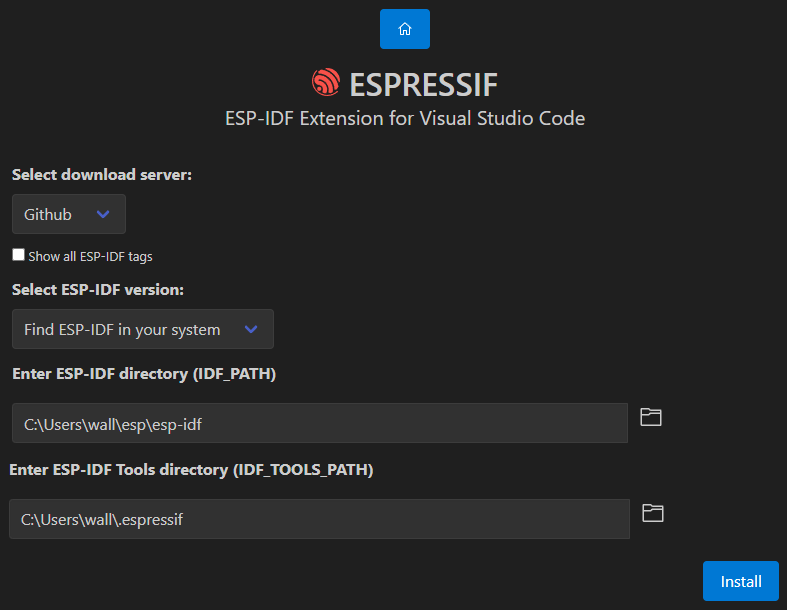 ESPRESSIF
ESP-IDF Extension for Visual Studio Code
Select download server:
Github
Show all ESP-IDF tags
Select ESP-IDF version:
Find ESP-IDF in your system
Enter ESP-IDF directory (IDF_PATH)
C:\Users\wall\esp\esp-idf
Enter ESP-IDF Tools directory (IDF_TOOLS_PATH)
C:\Users\wall\.espressif
Install